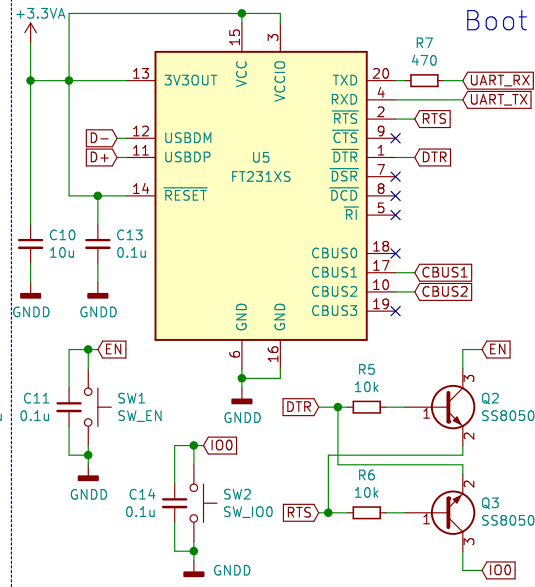 +3.3VA
Boot
15
3
R7
470
13
3V3OUT
VCC
VCCIO
TXD
20
UART_RX
RXD
4
UART_TX
RTS
2
RTS
D-
12
USBDM
CTS
9
D+
11
USBDP
U5
DTR
1
DTR
FT231XS
DSR
7
14
RESET
DCD
8
RI
5
C10
10u
C13
0.1u
CBUS0
18
CBUS1
17
CBUS1
CBUS2
10
CBUS2
CBUS3
19
GNDD
GNDD
GND
GND
6
16
GNDD
EN
C11
0.1u
SW1
SW_EN
GNDD
EN
R5
10k
3
Q2
SS8050
DTR
1
2
IO0
C14
0.1u
SW2
SW_IO0
GNDD
R6
10k
2
Q3
SS8050
RTS
1
3
IO0